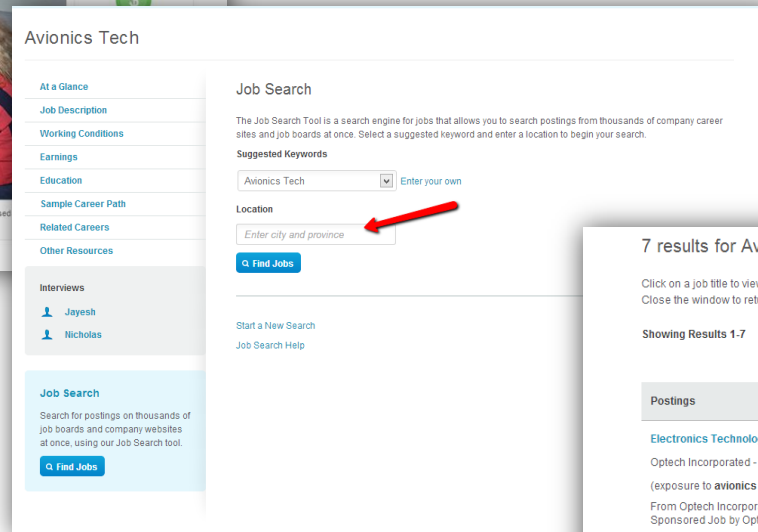 Avionics Tech
At a Glance
Job Description
Working Conditions
Earnings
Education
Sample Career Path
Related Careers
Other Resources
Interviews
Jayesh
Nicholas
Job Search
Search for postings on thousands of
job boards and company websites
at once, using our Job Search tool.
Find Jobs
Job Search
The Job Search Tool is a search engine for jobs that allows you to search postings from thousands of company career
sites and job boards at once. Select a suggested keyword and enter a location to begin your search.
Suggested Keywords
Avionics Tech Enter your own
Location
Enter city and province
Find Jobs
Start a New Search
Job Search Help
7 results for Av
Click on a job title to vie
Close the window to ret
Showing Results 1-7
Postings
Electronics Technolo
Optech Incorporated -
(exposure to avionics
From Optech Incorpor
Sponsored Job by Opt